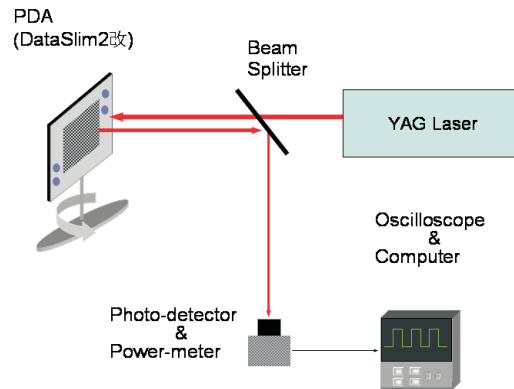 PDA
(DataSlim2改)
Beam
Splitter
YAG Laser
Oscilloscope
&
Computer
Photo-detector
&
Power-meter